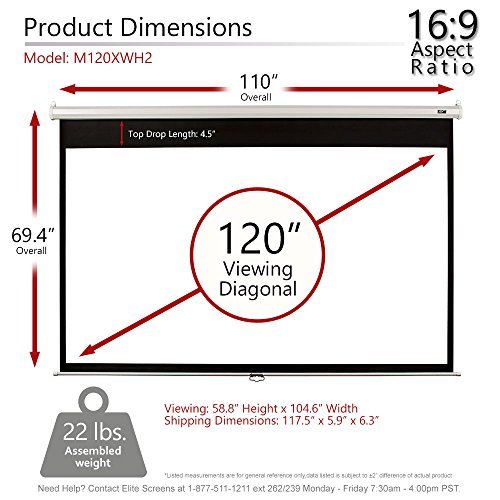 Product Dimensions
Model: M120XWH2
16:9
Aspect
Ratio
110”
Overall
Top Drop Length: 4.5”
69.4”
Overall
120”
Viewing
Diagonal
22 lbs.
Assembled
weight
Viewing: 58.8” Height x 104.6” Width
Shipping Dimensions: 117.5” x 5.9” x 6.3”
*Listed measurements are for general reference only,data listed is subject to ±2” difference of actual product
Need Help? Contact Elite Screens at 1-877-511-1211 ext 262/239 Monday - Friday 7:30am - 4:00pm PST.